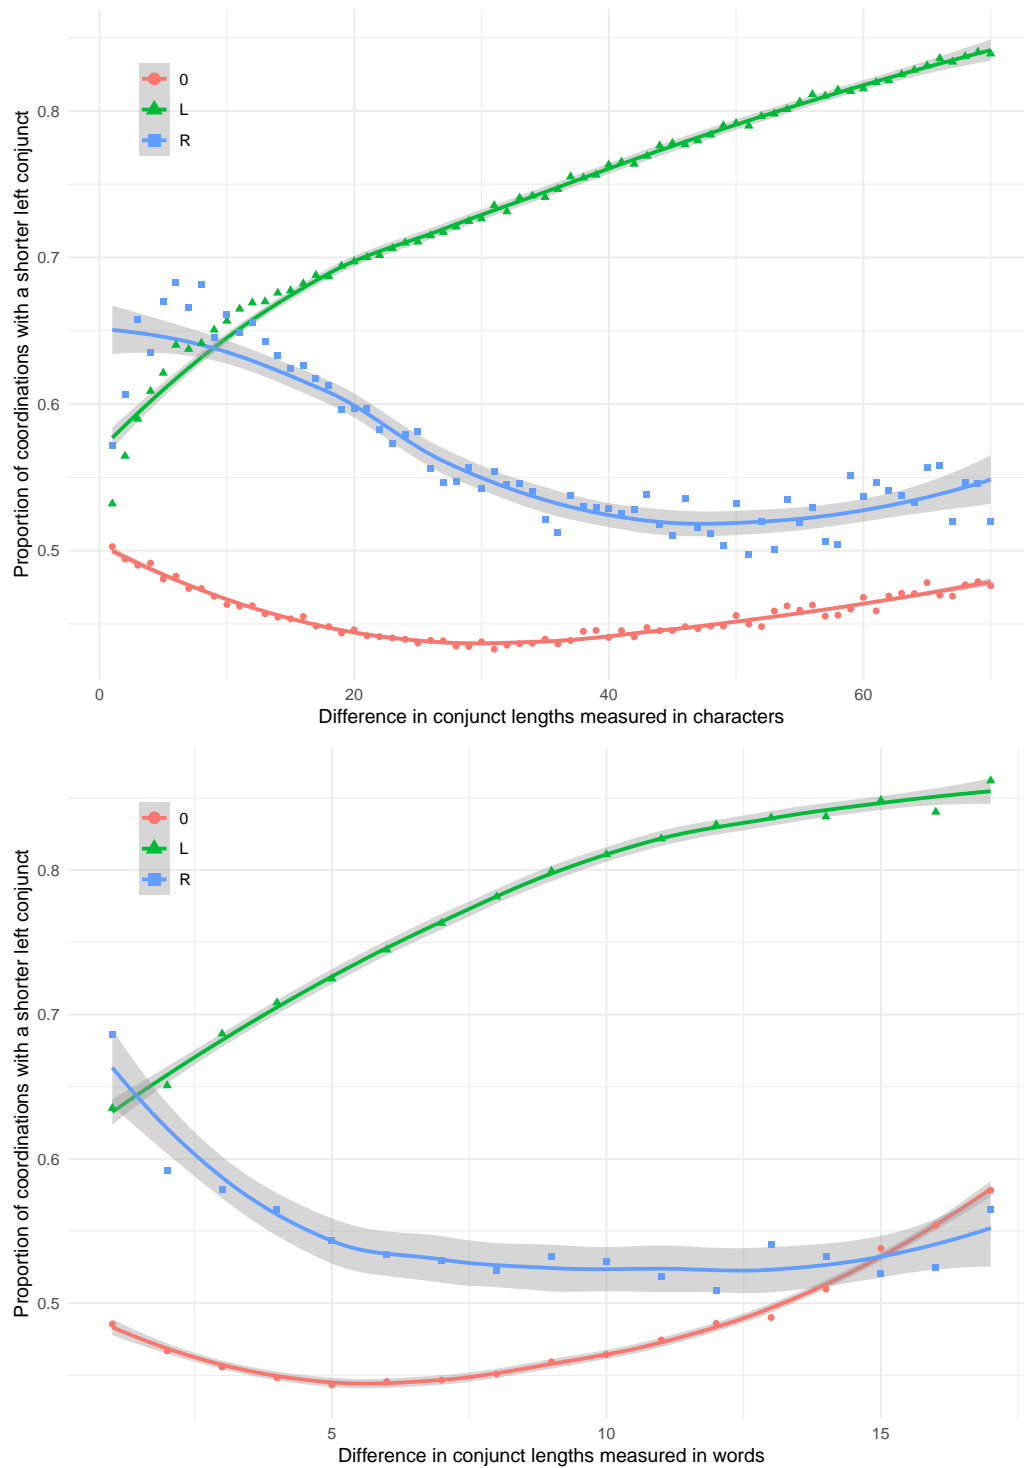 Proportion of coordinations with a shorter left conjunct
0.8
0.7
0.6
0.5
0
L
R
0 20 40 60
Difference in conjunct lengths measured in characters
Proportion of coordinations with a shorter left conjunct
0.8
0.7
0.6
0.5
0
L
R
5 10 15
Difference in conjunct lengths measured in words